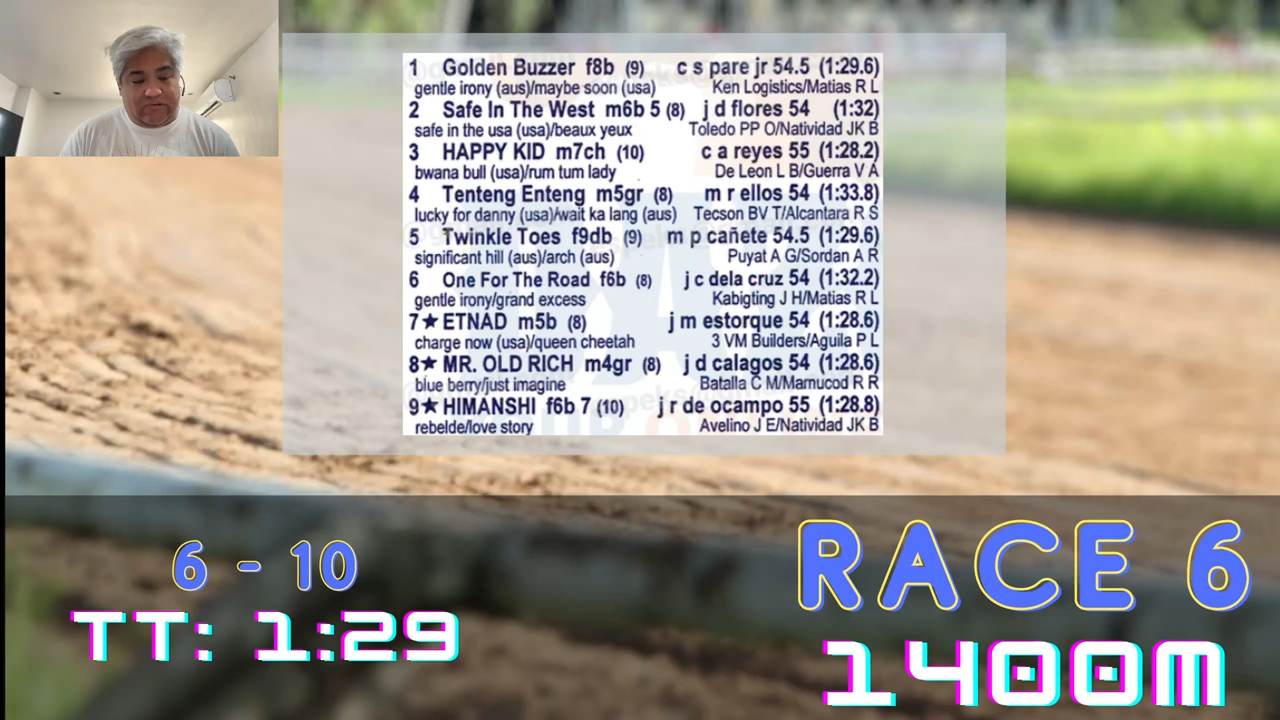 1 Golden Buzzer f8b (9) c s pare jr 54.5 (1:29.6)
gentle irony (aus)/maybe soon (usa) Ken Logistics/Matias R L
2 Safe In The West m6b 5 (8) j d flores 54 (1:32)
safe in the usa (usa)/beaux yeux Toledo PP O/Natividad JK B
3 HAPPY KID m7ch (10) c a reyes 55 (1:28.2)
bwana bull (usa)/rum tum lady De Leon L B/Guerra V A
4 Tenteng Enteng m5gr (8) m r ellos 54 (1:33.8)
lucky for danny (usa)/wait ka lang (aus) Tecson BV T/Alcantara R S
5 Twinkle Toes f9db (9) m p cañete 54.5 (1:29.6)
significant hill (aus)/arch (aus) Puyat A G/Sordan A R
6 One For The Road f6b (8) j c dela cruz 54 (1:32.2)
gentle irony/grand excess Kabigting J H/Matias R L
7★ ETNAD m5b (8) j m estorque 54 (1:28.6)
charge now (usa)/queen cheetah 3 VM Builders/Aguila P L
8★ MR. OLD RICH m4gr (8) j d calagos 54 (1:28.6)
blue berry/just imagine Batalla C M/Mamucod R R
9★ HIMANSHI f6b 7 (10) j r de ocampo 55 (1:28.8)
rebelde/love story Avelino J E/Natividad JK B
6 - 10
TT: 1:29
RACE 6
1400M